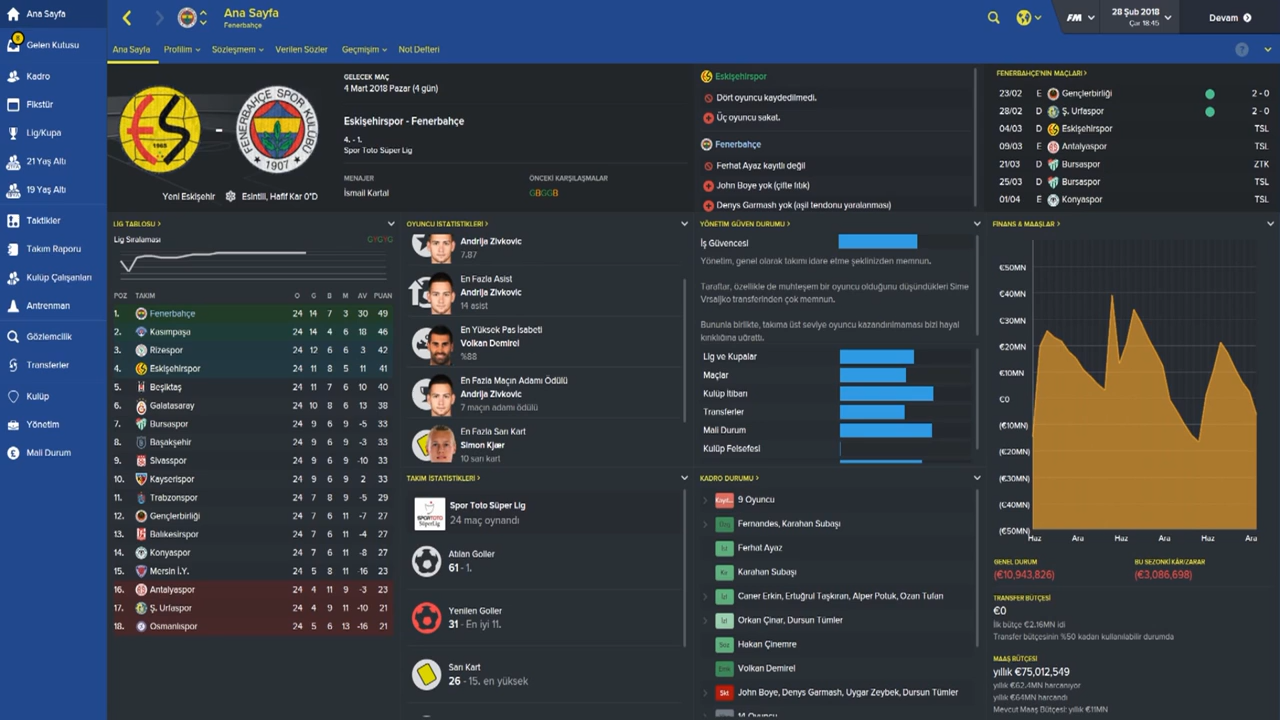 Ana Sayfa
Fenerbahçe
FM
28 Şub 2018
Çar 18:45
Devam
Ana Sayfa
Gelen Kutusu
Kadro
Fikstür
Lig/Kupa
21 Yaş Altı
19 Yaş Altı
Taktikler
Takım Raporu
Kulüp Çalışanları
Antrenman
Gözlemcilik
Transferler
Kulüp
Yönetim
Mali Durum
Ana Sayfa Profilim Sözleşmem Verilen Sözler Geçmişim Not Defteri
GELECEK MAÇ
4 Mart 2018 Pazar (4 gün)
Eskişehirspor - Fenerbahçe
4. - 1.
Spor Toto Süper Lig
MENAJER
İsmail Kartal
ÖNCEKİ KARŞILAŞMALAR
GBGGB
FENERBAHÇE SPOR KULÜBÜ
1907
1965
-
Yeni Eskişehir Esintili, Hafif Kar 0°D
Eskişehirspor
Dört oyuncu kaydedilmedi.
Üç oyuncu sakat.
Fenerbahçe
Ferhat Ayaz kayıtlı değil
John Boye yok (çifte fıtık)
Denys Garmash yok (aşil tendonu yaralanması)
FENERBAHÇE'NİN MAÇLARI
23/02 E Gençlerbirliği 2 - 0
28/02 D Ş. Urfaspor 2 - 0
04/03 D Eskişehirspor TSL
09/03 E Antalyaspor TSL
21/03 D Bursaspor ZTK
25/03 D Bursaspor TSL
01/04 E Konyaspor TSL
LİG TABLOSU
Lig Sıralaması GYGYG
POZ TAKIM O G B M AV PUAN
1. Fenerbahçe 24 14 7 3 30 49
2. Kasımpaşa 24 14 4 6 18 46
3. Rizespor 24 12 6 6 3 42
4. Eskişehirspor 24 11 8 5 11 41
5. Beşiktaş 24 11 7 6 10 40
6. Galatasaray 24 10 8 6 13 38
7. Bursaspor 24 9 6 9 -5 33
8. Başakşehir 24 9 6 9 -3 33
9. Sivasspor 24 9 6 9 -10 33
10. Kayserispor 24 9 6 9 2 33
11. Trabzonspor 24 7 8 9 -5 29
12. Gençlerbirliği 24 7 6 11 -7 27
13. Balıkesirspor 24 7 6 11 -4 27
14. Konyaspor 24 7 6 11 -8 27
15. Mersin İ.Y. 24 5 8 11 -16 23
16. Antalyaspor 24 4 11 9 -3 23
17. Ş. Urfaspor 24 4 9 11 -10 21
18. Osmanlıspor 24 5 6 13 -16 21
OYUNCU İSTATİSTİKLERİ
Andrija Zivkovic
7.87
En Fazla Asist
Andrija Zivkovic
14 asist
En Yüksek Pas İsabeti
Volkan Demirel
%88
En Fazla Maçın Adamı Ödülü
Andrija Zivkovic
7 maçın adamı ödülü
En Fazla Sarı Kart
Simon Kjær
10 sarı kart
TAKIM İSTATİSTİKLERİ
Spor Toto Süper Lig
24 maç oynandı
Atılan Goller
61 - 1.
Yenilen Goller
31 - En iyi 11.
Sarı Kart
26 - 15. en yüksek
YÖNETİM GÜVEN DURUMU
İş Güvencesi
Yönetim, genel olarak takımı idare etme şeklinizden memnun.
Taraftar, özellikle de muhteşem bir oyuncu olduğunu düşündükleri Sime
Vrsaljko transferinden çok memnun.
Bununla birlikte, takıma üst seviye oyuncu kazandırılmaması bizi hayal
kırıklığına uğrattı.
Lig ve Kupalar
Maçlar
Kulüp İtibarı
Transferler
Mali Durum
Kulüp Felsefesi
KADRO DURUMU
9 Oyuncu
Fernandes, Karahan Subaşı
Ferhat Ayaz
Karahan Subaşı
Caner Erkin, Ertuğrul Taşkıran, Alper Potuk, Ozan Tufan
Orkan Çınar, Dursun Tümler
Söz Hakan Çinemre
Volkan Demirel
Skt John Boye, Denys Garmash, Uygar Zeybek, Dursun Tümler
14 Oyuncu
FİNANS & MAAŞLAR
€50MN
€40MN
€30MN
€20MN
€10MN
€0
(€10MN)
(€20MN)
(€30MN)
(€40MN)
(€50MN)
Haz Ara Haz Ara Haz Ara
GENEL DURUM
(€10,943,826)
BU SEZONKİ KÂR/ZARAR
(€3,086,698)
TRANSFER BÜTÇESİ
€0
İlk bütçe €2.16MN idi
Transfer bütçesinin %50 kadarı kullanılabilir durumda
MAAŞ BÜTÇESİ
yıllık €75,012,549
yıllık €62.4MN harcanıyor
yıllık €64MN harcandı
Mevcut Maaş Bütçesi: yıllık €11MN